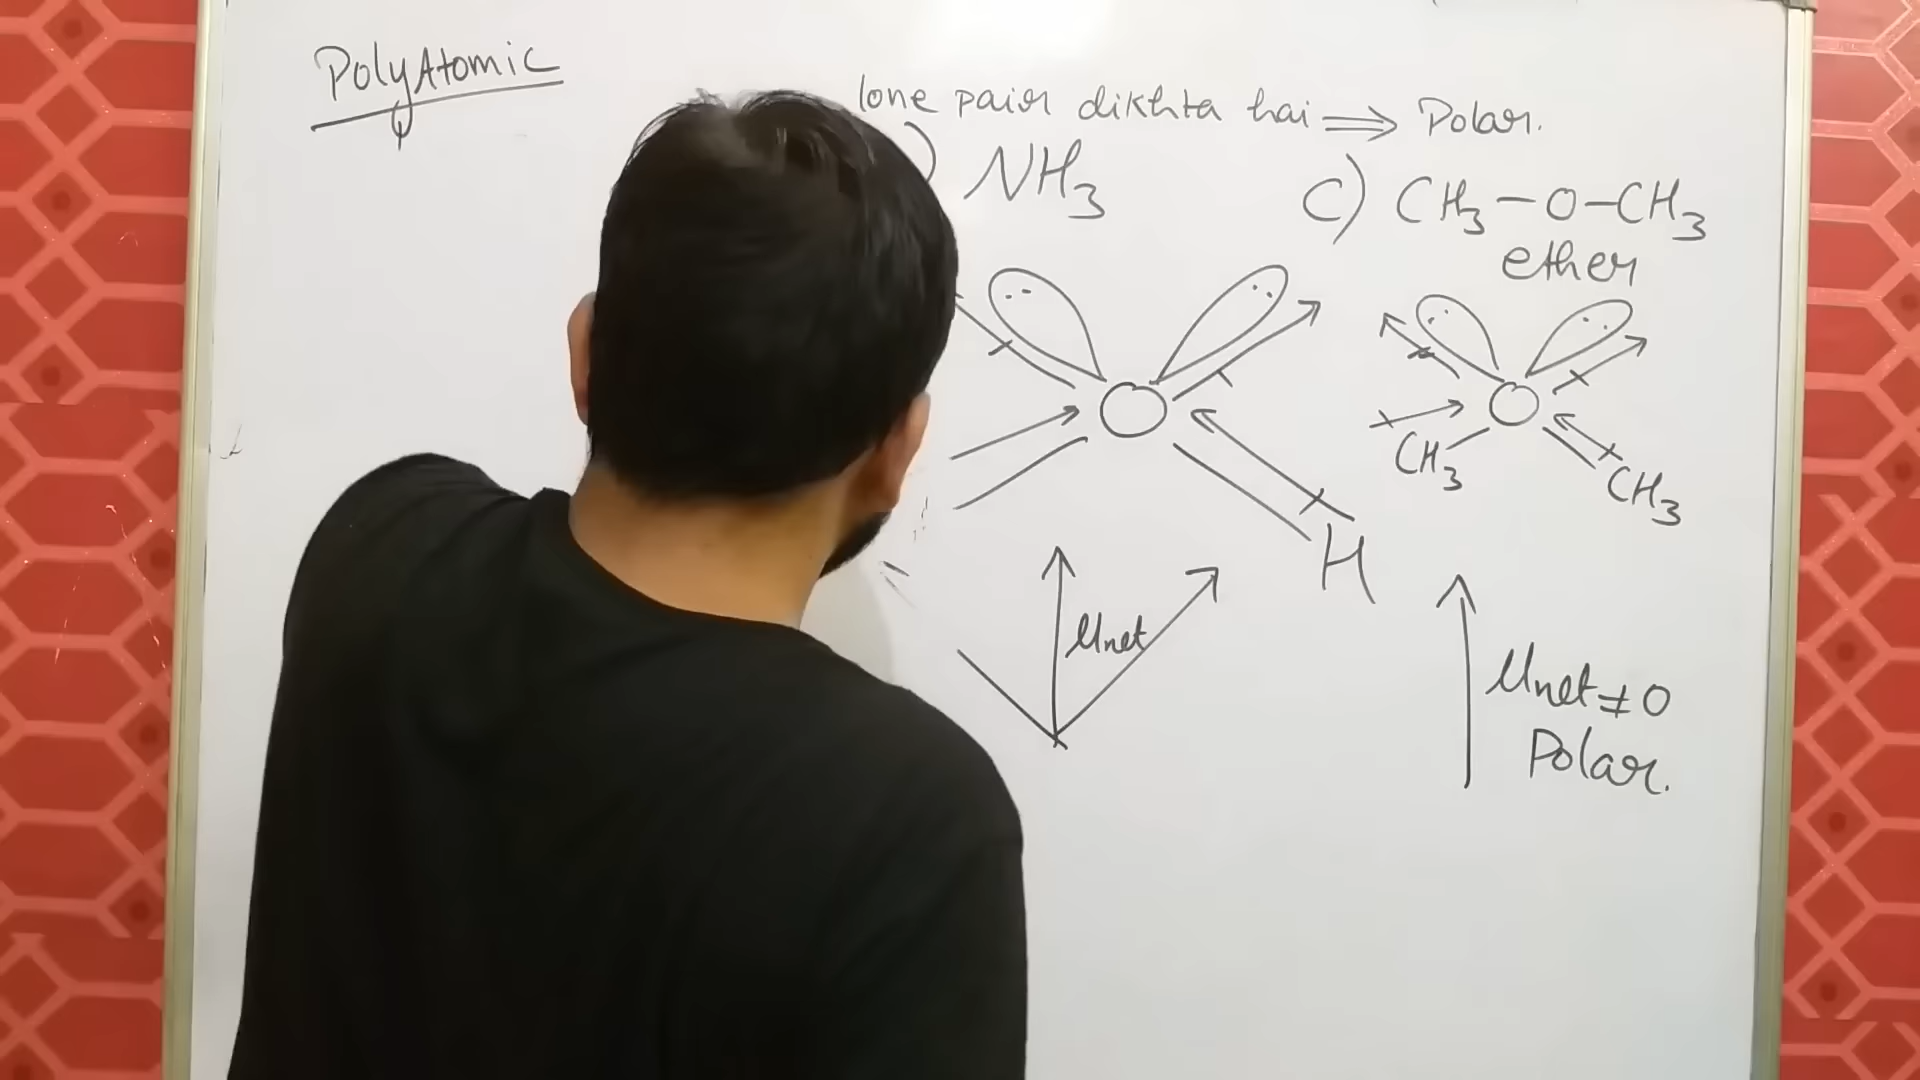 PolyAtomic
lone pair dikhta hai ⇒ Polar.
) NH3
C) CH3-O-CH3
ether
CH3
CH3
H
μnet
μnet ≠ 0
Polar.